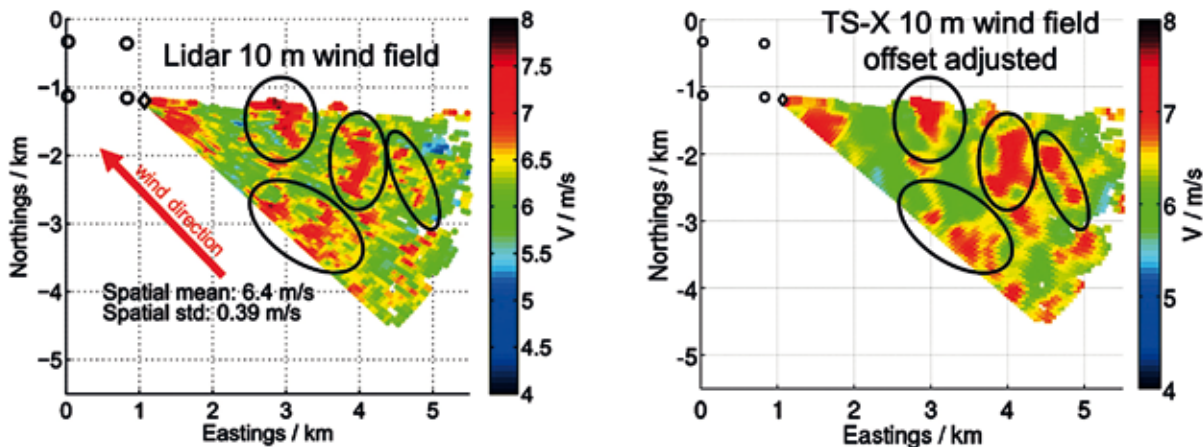 Lidar 10 m wind field
wind direction
Spatial mean: 6.4 m/s
Spatial std: 0.39 m/s
0
−1
−2
−3
−4
−5
Northings / km
0 1 2 3 4 5
Eastings / km
8
7.5
7
6.5
6
5.5
5
4.5
4
V / m/s
TS-X 10 m wind field
offset adjusted
0
-1
-2
-3
-4
-5
Northings / km
0 1 2 3 4 5
Eastings / km
8
7
6
5
4
V / m/s